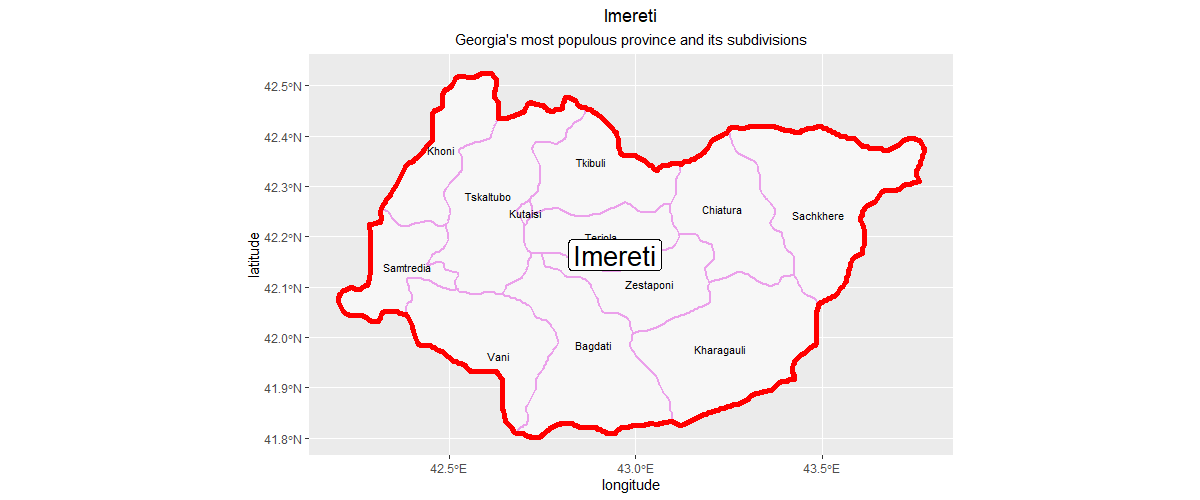 Imereti
Georgia's most populous province and its subdivisions
42.5°N
42.4°N
42.3°N
42.2°N
42.1°N
42.0°N
41.9°N
41.8°N
latitude
Khoni
Tkibuli
Tskaltubo
Kutaisi
Chiatura
Sachkhere
Imereti
Samtredia
Zestaponi
Vani
Bagdati
Kharagauli
42.5°E
43.0°E
43.5°E
longitude